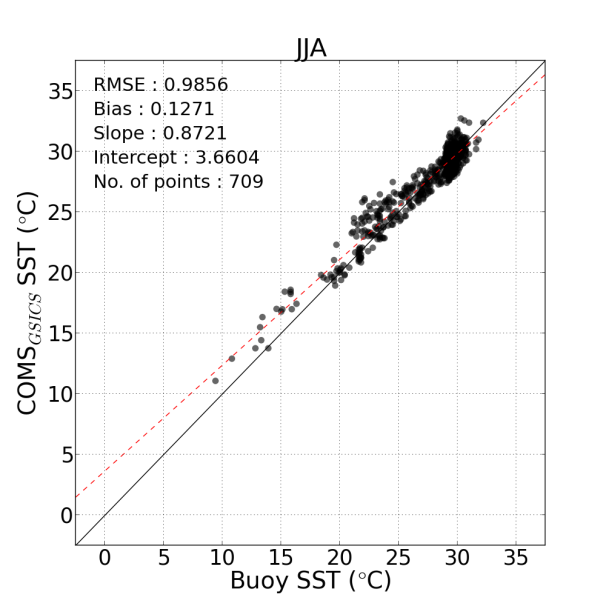 JJA
RMSE : 0.9856
Bias : 0.1271
Slope : 0.8721
Intercept : 3.6604
No. of points : 709
COMS_GSICS SST (°C)
35
30
25
20
15
10
5
0
0 5 10 15 20 25 30 35
Buoy SST (°C)